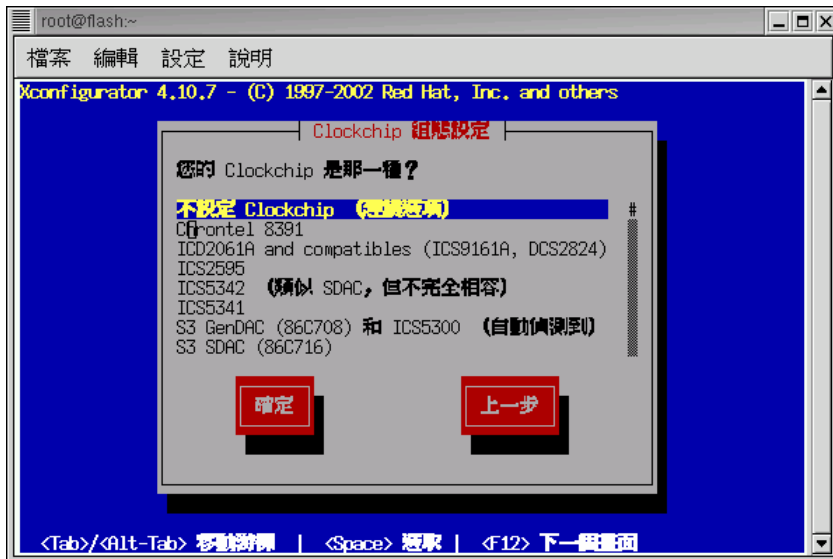 root@flash:~
檔案 編輯 設定 說明
Xconfigurator 4.10.7 - (C) 1997-2002 Red Hat, Inc. and others
Clockchip 組態設定
您的 Clockchip 是那一種?
不設定 Clockchip (建議選項) #
Chrontel 8391
ICD2061A and compatibles (ICS9161A, DCS2824)
ICS2595
ICS5342 (類似 SDAC, 但不完全相容)
ICS5341
S3 GenDAC (86C708) 和 ICS5300 (自動偵測到)
S3 SDAC (86C716)
確定 上一步
<Tab>/<Alt-Tab> 移動游標 | <Space> 選取 | <F12> 下一個畫面